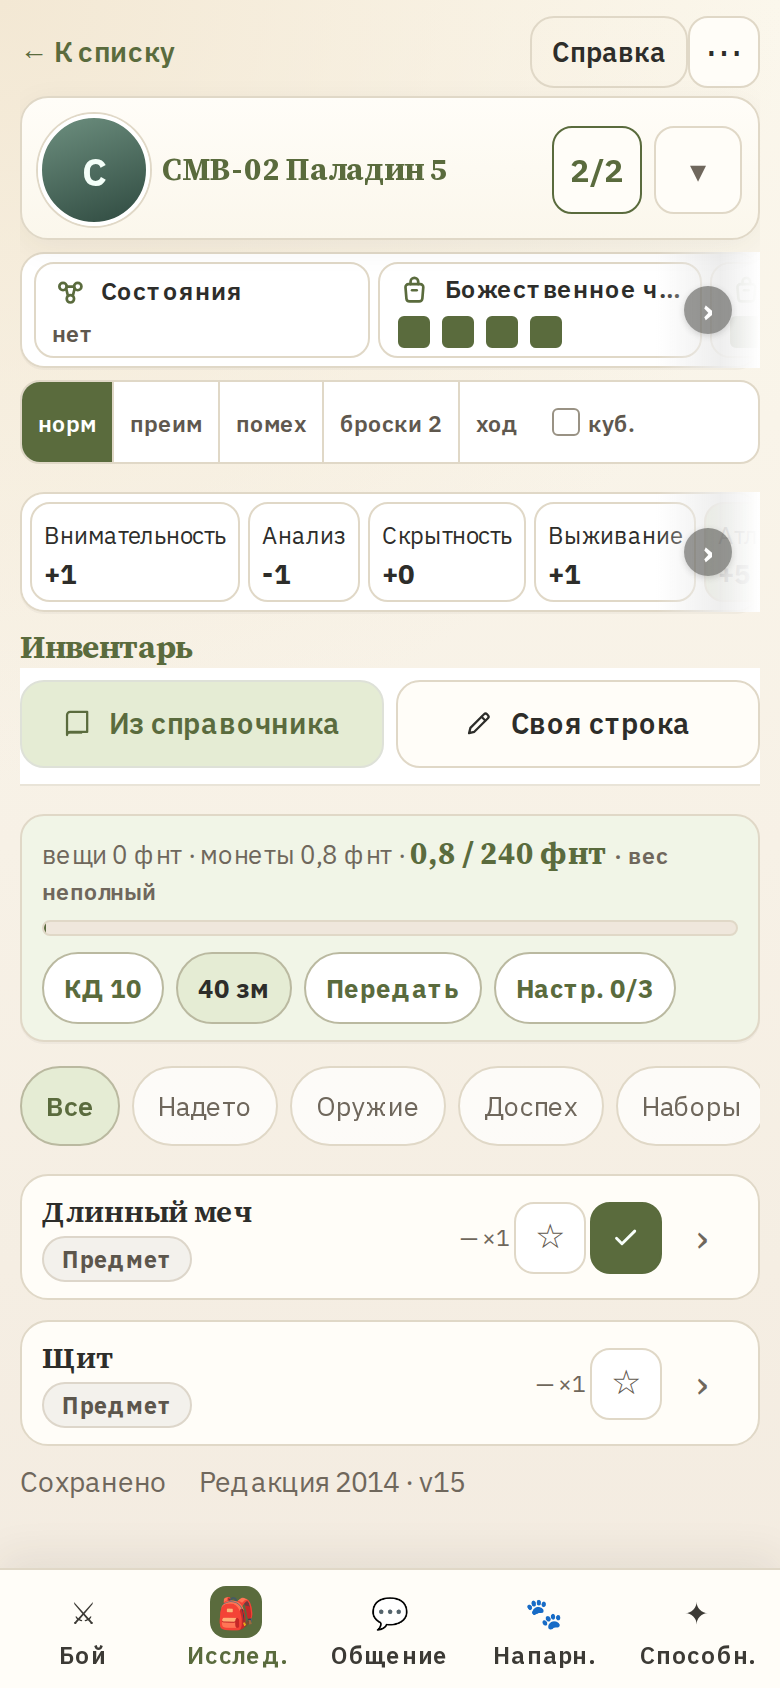 ← К списку
Справка
...
С
СМВ-02 Паладин 5
2/2
▼
Состояния
нет
Божественное ч...
›
норм
преим
помех
броски 2
ход
куб.
Внимательность
+1
Анализ
-1
Скрытность
+0
Выживание
+1
+5
›
Инвентарь
Из справочника
Своя строка
вещи 0 фнт · монеты 0,8 фнт · 0,8 / 240 фнт · вес
неполный
КД 10
40 зм
Передать
Настр. 0/3
Все
Надето
Оружие
Доспех
Наборы
Длинный меч
Предмет
— ×1
☆
✓
›
Щит
Предмет
— ×1
☆
›
Сохранено
Редакция 2014 · v15
Бой
Исслед.
Общение
Напарн.
Способн.